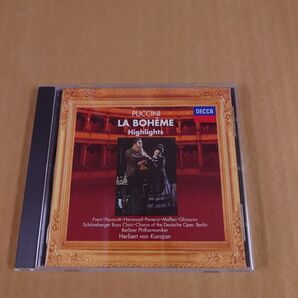 PUCCINI
DECCA
LA BOHÈME
Highlights
Freni•Pavarotti•Harwood•Panerai•Maffeo•Ghiaurov
Schöneberger Boys Choir•Chorus of the Deutsche Oper, Berlin
Berliner Philharmoniker
Herbert von Karajan